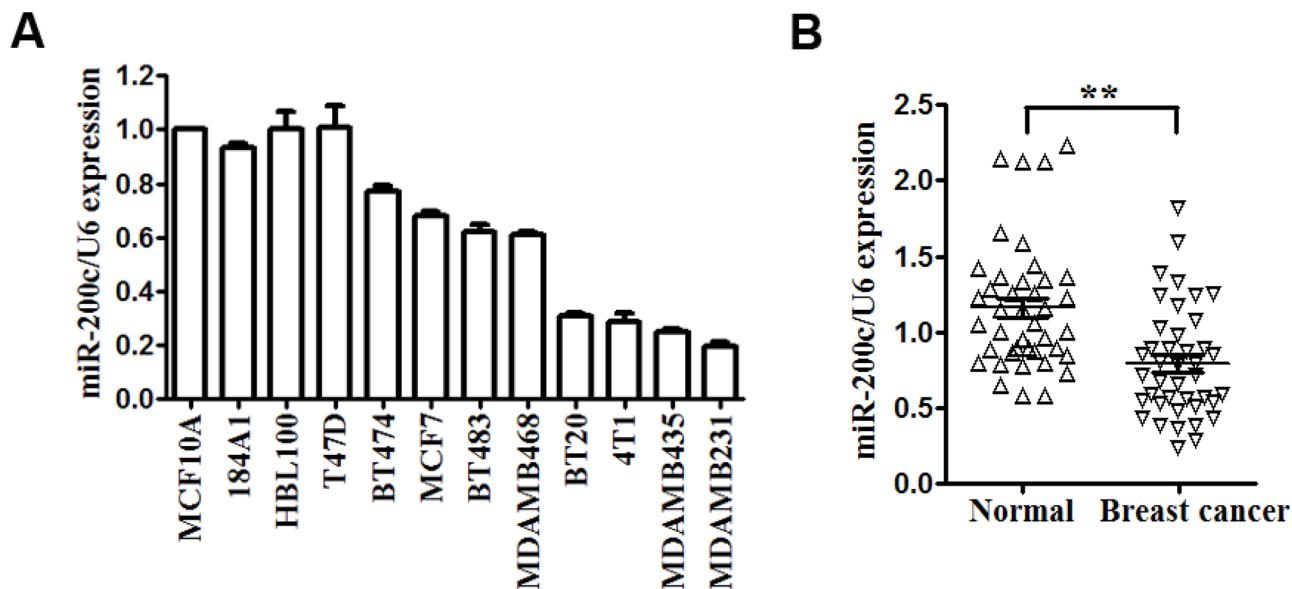 A
miR-200c/U6 expression
1.2
1.0
0.8
0.6
0.4
0.2
0.0
MCF10A
184A1
HBL100
T47D
BT474
MCF7
BT483
MDAMB468
BT20
4T1
MDAMB435
MDAMB231
B
miR-200c/U6 expression
2.5
2.0
1.5
1.0
0.5
0.0
**
Normal
Breast cancer